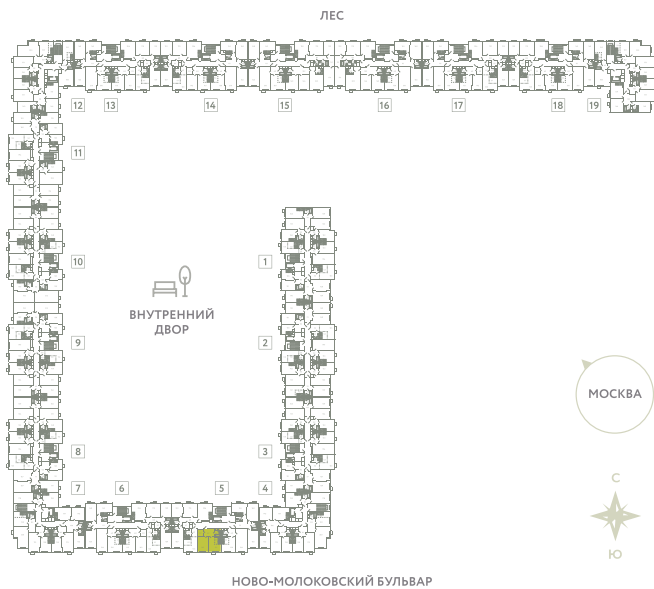 ЛЕС
12 13 14 15 16 17 18 19
11
10 1
ВНУТРЕННИЙ
ДВОР
9 2
МОСКВА
8 3
С
7 6 5 4
Ю
НОВО-МОЛОКОВСКИЙ БУЛЬВАР